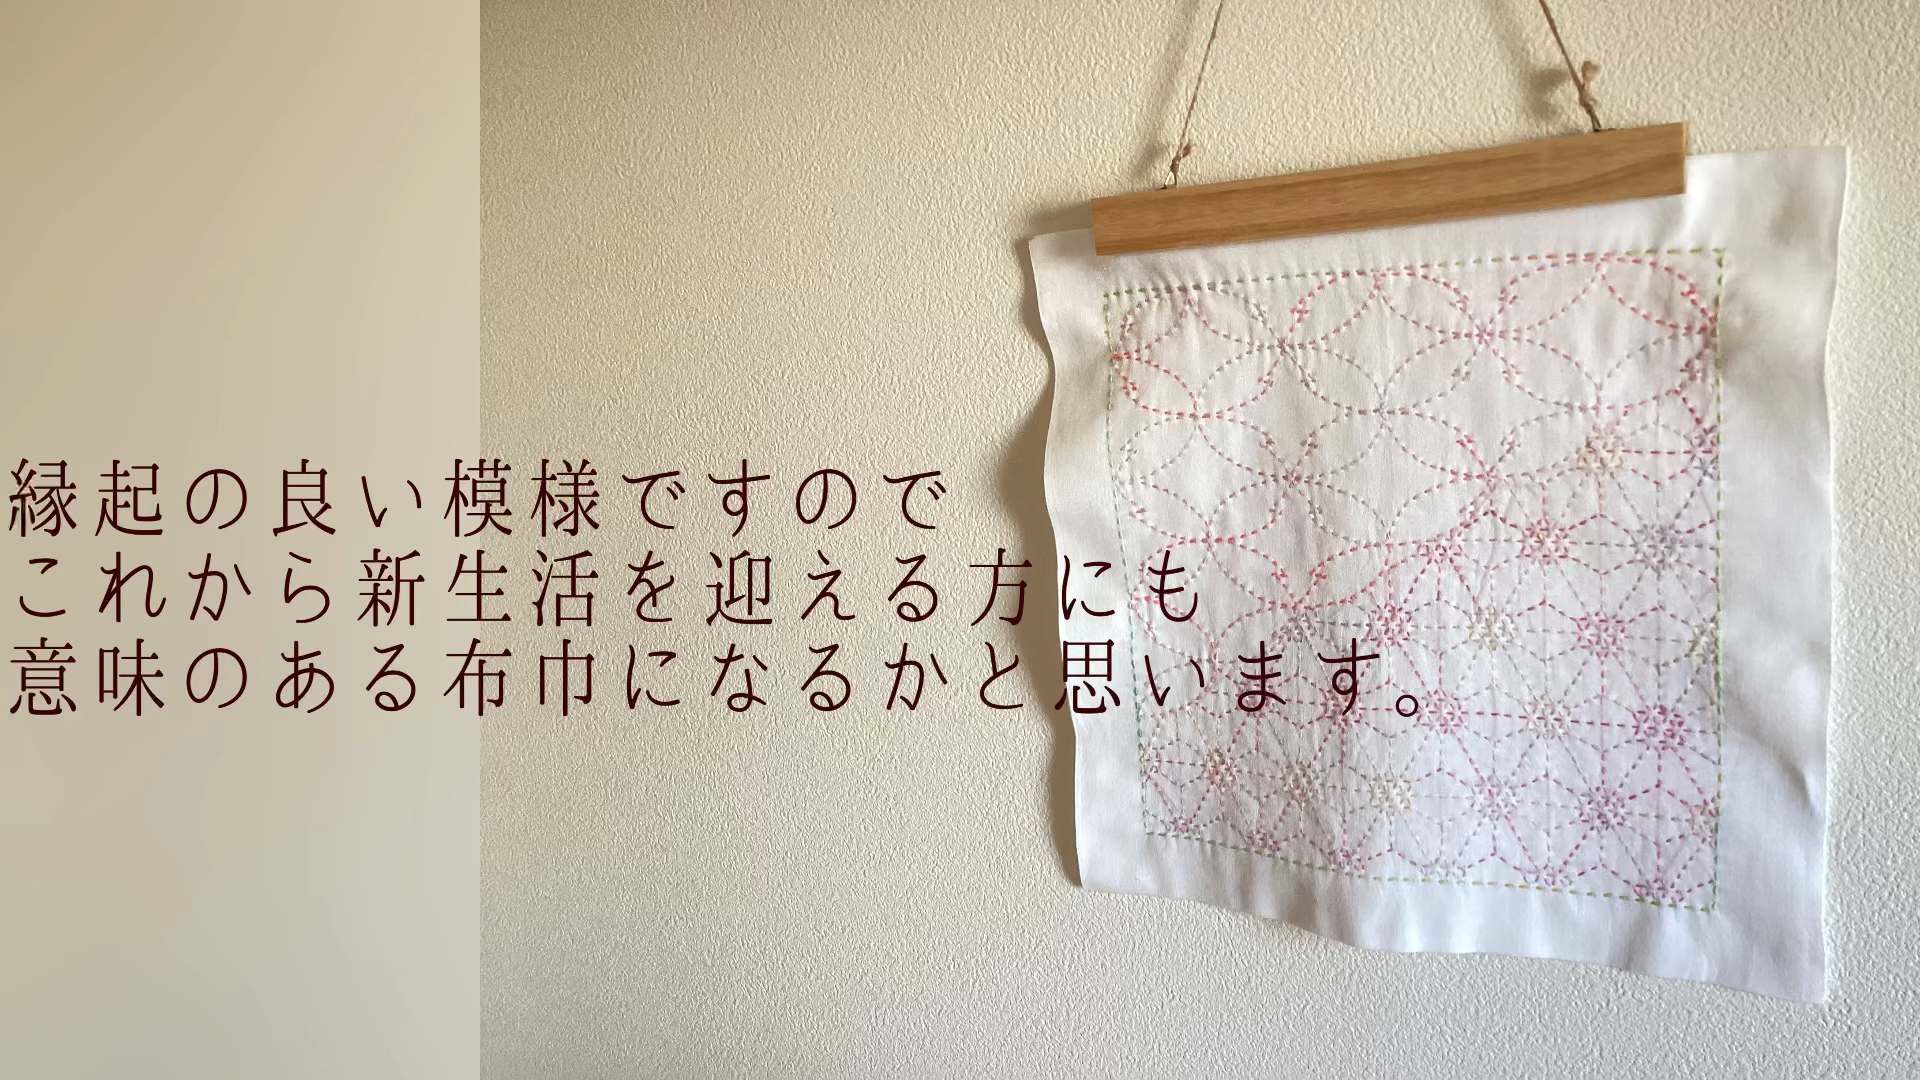 縁起の良い模様ですので
これから新生活を迎える方にも
意味のある布巾になるかと思います。